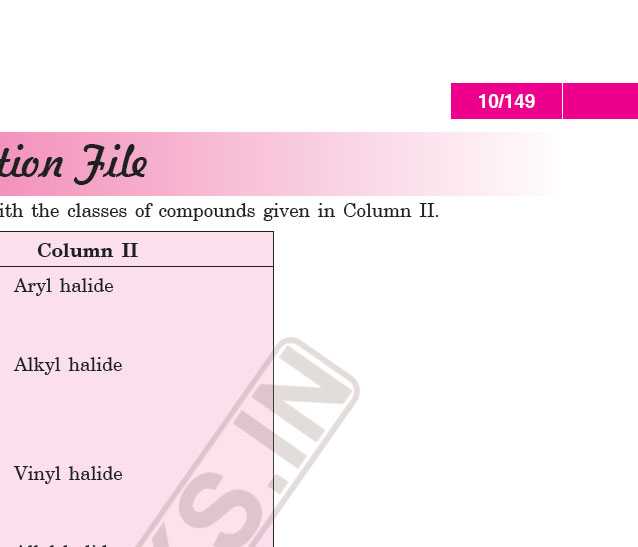 10/149
tion File
ith the classes of compounds given in Column II.
Column II
Aryl halide
Alkyl halide
Vinyl halide
KS.IN